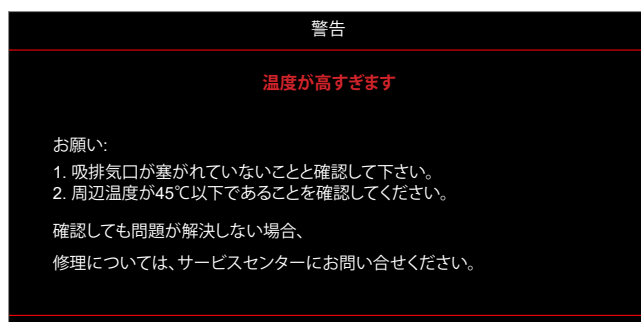 警告
温度が高すぎます
お願い:
1. 吸排気口が塞がれていないことと確認して下さい。
2. 周辺温度が45℃以下であることを確認してください。
確認しても問題が解決しない場合、
修理については、サービスセンターにお問い合せください。